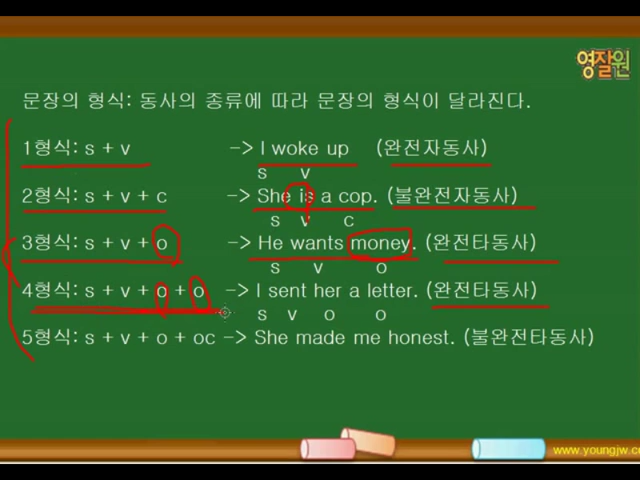 영잘원
문장의 형식: 동사의 종류에 따라 문장의 형식이 달라진다.
1형식: s + v -> I woke up (완전자동사)
s v
2형식: s + v + c -> She is a cop. (불완전자동사)
s v c
3형식: s + v + o -> He wants money. (완전타동사)
s v o
4형식: s + v + o + o -> I sent her a letter. (완전타동사)
s v o o
5형식: s + v + o + oc -> She made me honest. (불완전타동사)